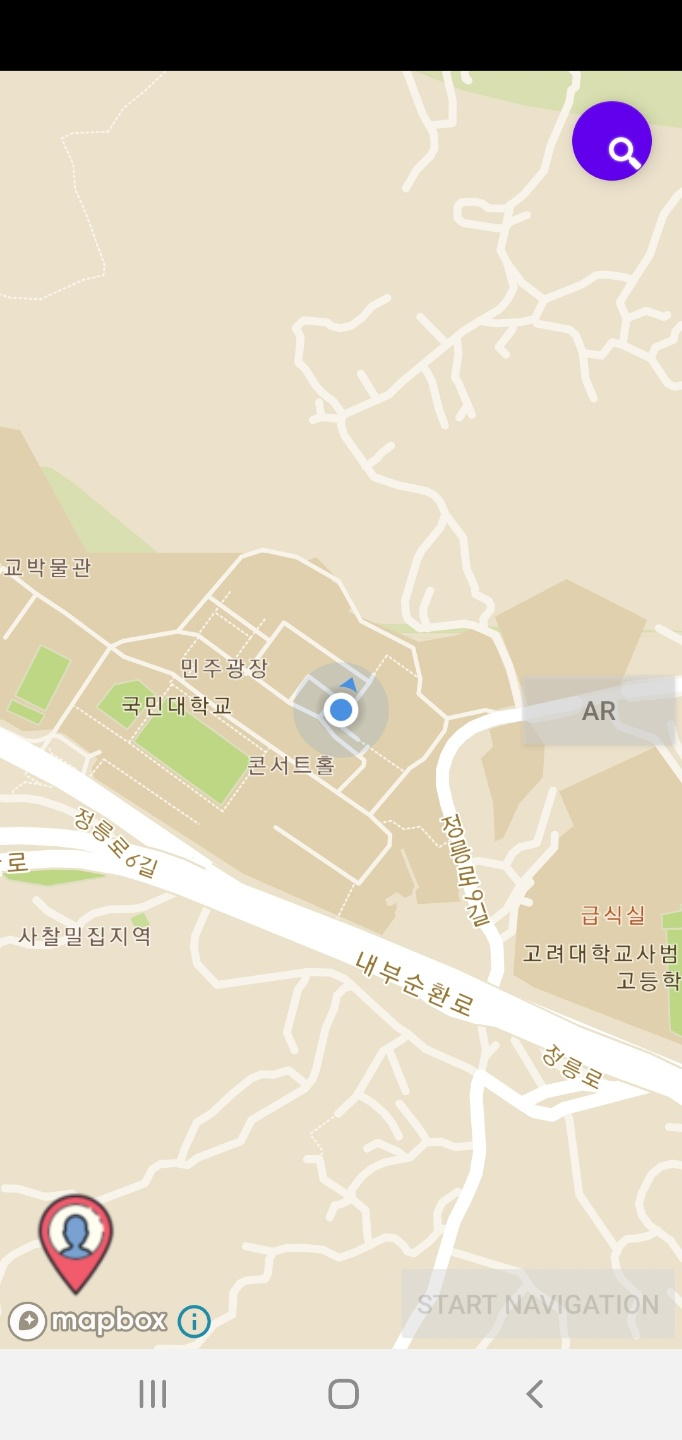 교박물관
민주광장
국민대학교
AR
콘서트홀
정릉로6길
로
정릉로9길
급식실
사찰밀집지역
고려대학교사범
고등학
내부순환로
정릉로
START NAVIGATION
mapbox